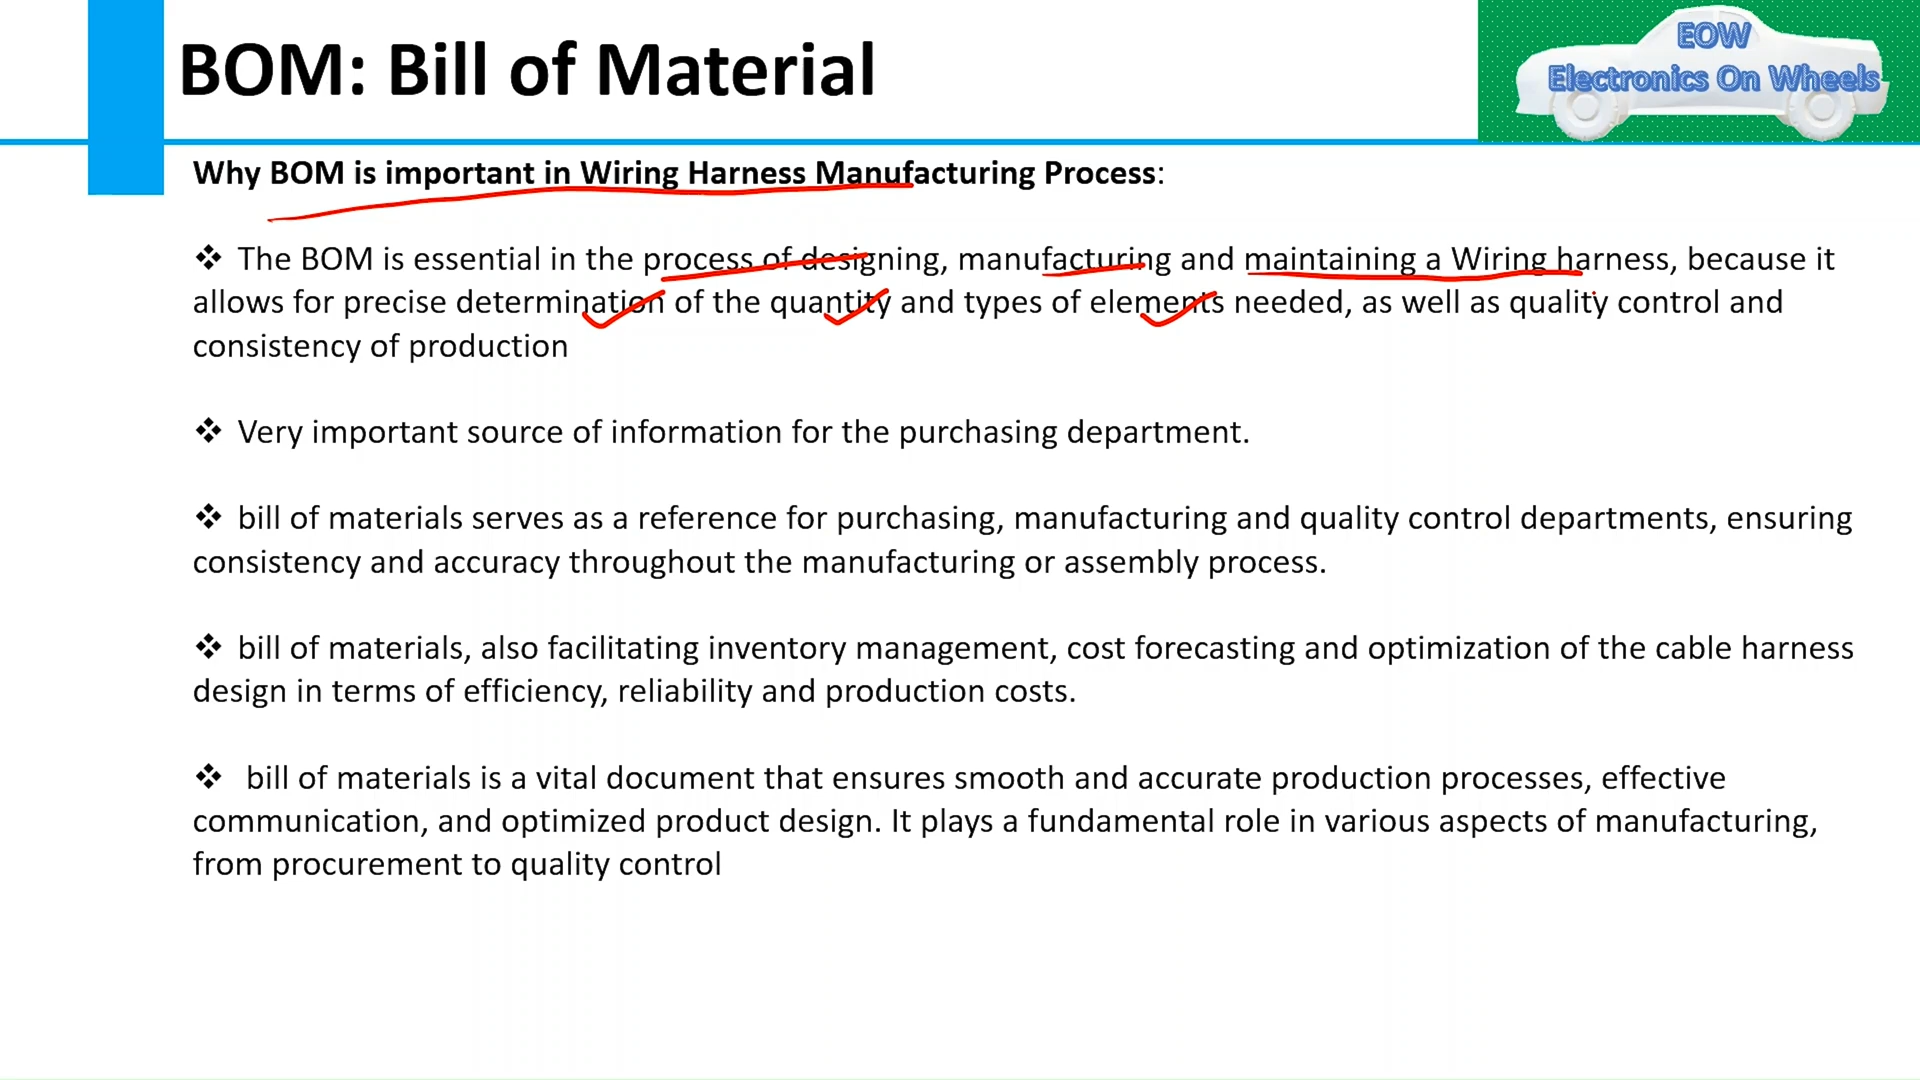 BOM: Bill of Material
EOW
Electronics On Wheels
Why BOM is important in Wiring Harness Manufacturing Process:
❖ The BOM is essential in the process of designing, manufacturing and maintaining a Wiring harness, because it
allows for precise determination of the quantity and types of elements needed, as well as quality control and
consistency of production
❖ Very important source of information for the purchasing department.
❖ bill of materials serves as a reference for purchasing, manufacturing and quality control departments, ensuring
consistency and accuracy throughout the manufacturing or assembly process.
❖ bill of materials, also facilitating inventory management, cost forecasting and optimization of the cable harness
design in terms of efficiency, reliability and production costs.
❖ bill of materials is a vital document that ensures smooth and accurate production processes, effective
communication, and optimized product design. It plays a fundamental role in various aspects of manufacturing,
from procurement to quality control